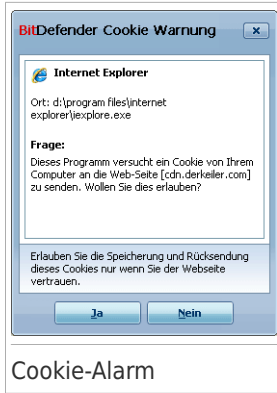 BitDefender Cookie Warnung
Internet Explorer
Ort: d:\program files\internet
explorer\iexplore.exe
Frage:
Dieses Programm versucht ein Cookie von Ihrem
Computer an die Web-Seite [cdn.derkeiler.com]
zu senden. Wollen Sie dies erlauben?
Erlauben Sie die Speicherung und Rücksendung
dieses Cookies nur wenn Sie der Webseite
vertrauen.
Ja
Nein
Cookie-Alarm